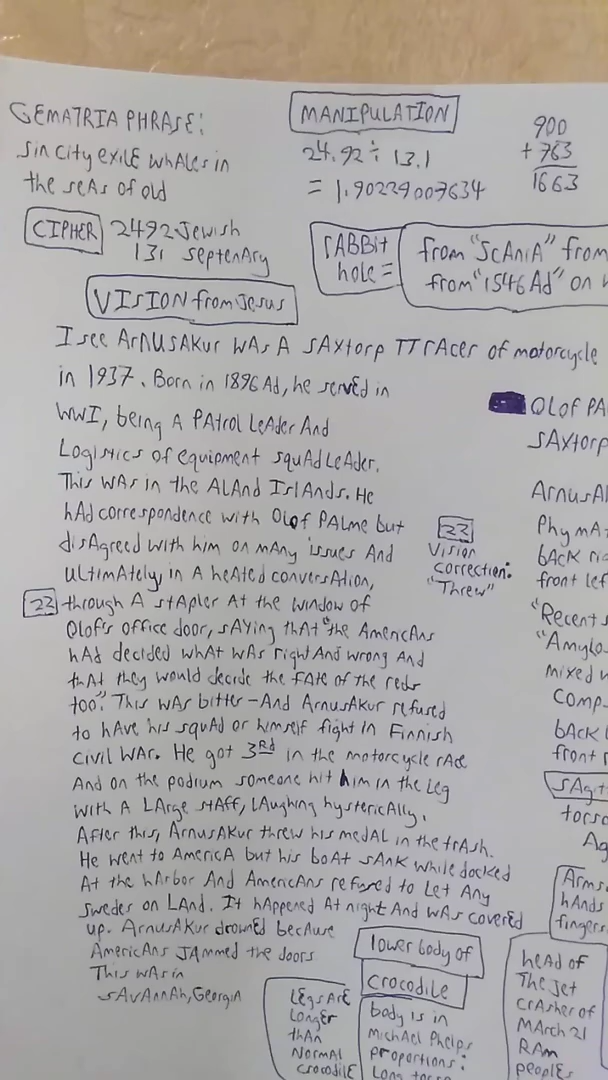 GEMATRIA PHRASE:
sin city exile whales in
the seas of old
CIPHER 2492 Jewish
131 septenary
MANIPULATION
24.92 ÷ 13.1
= 1.90229007634
900
+ 763
1663
rABBit
hole =
from "ScAniA" from
from "1546 Ad" on
VISION from Jesus
I see ArnusAkur wAs A sAxtorp TT rAcer of motorcycle
in 1937. Born in 1896 Ad, he served in
WWI, being A PAtrol LeAder And
Logistics of equipment squAd LeAder.
This wAs in the ALAnd IsLAnds. He
hAd correspondence with OLof PALme but
disAgreed with him on mAny issues And
uLtimAteLy, in A heAted conversAtion,
23 through A stApLer At the window of
OLof's office door, sAying thAt "the AmericAns
hAd decided whAt wAs right And wrong And
thAt they would decide the fAte of the reds
too". This wAs bitter - And ArnusAkur refused
to hAve his squAd or himself fight in Finnish
civiL WAr. He got 3rd in the motorcycle rAce
And on the podium someone hit him in the Leg
with A LArge stAff, LAughing hystericALLy.
After this, ArnusAkur threw his medAL in the trAsh.
He went to AmericA but his boAt sAnk while docked
At the hArbor And AmericAns refused to Let Any
Swedes on LAnd. It hAppened At night And wAs covered
up. ArnusAkur drowned becAuse
AmericAns JAmmed the doors
This wAs in
sAvAnnAh, GeorgiA
23
Vision
correction:
"Threw"
OLof PA
sAxtorp
ArnusA
PhymA
bAck
front Lef
"Recent
"AmyLo
mixed
comp
bAck
front
sAgit
torso
Ag
Arms
hAnds
fingers
lower body of
crocodile
LEgs Are
Longer
thAn
NormAL
crocodile
body is in
michAel Phelps
proportions:
Long torso
heAd of
The Jet
crAsher of
MArch 21
RAm
peopLes